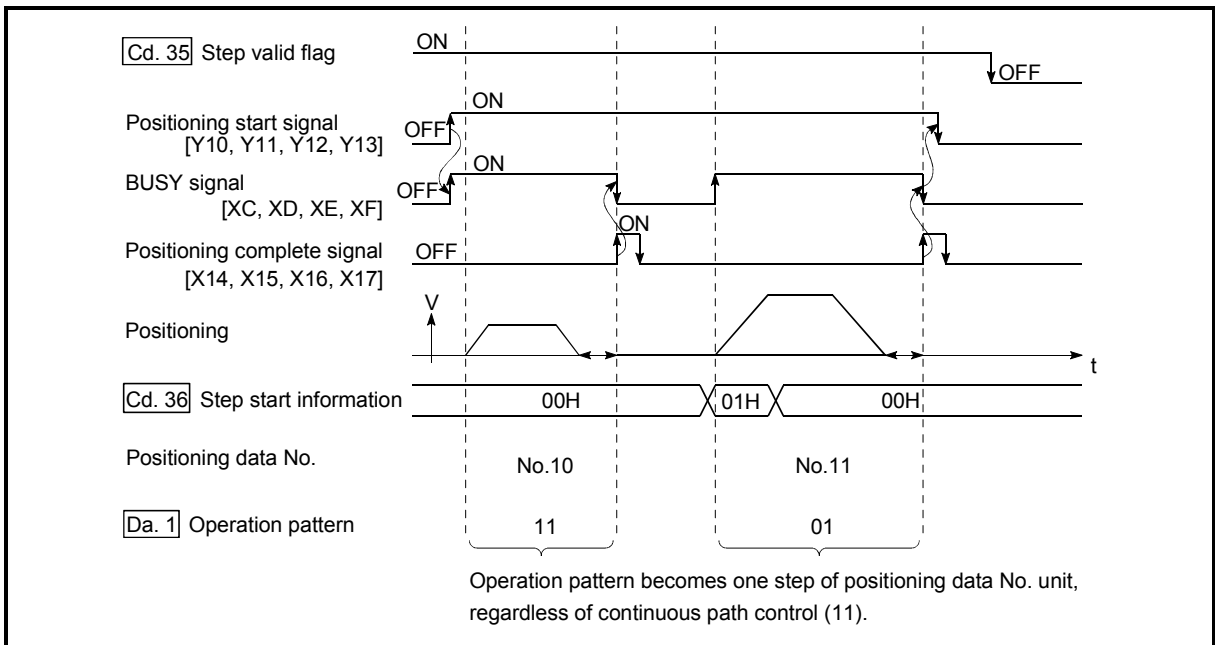 Cd. 35 Step valid flag
ON
OFF
Positioning start signal
[Y10, Y11, Y12, Y13]
OFF
ON
BUSY signal
[XC, XD, XE, XF]
OFF
ON
Positioning complete signal
[X14, X15, X16, X17]
OFF
ON
Positioning
V
t
Cd. 36 Step start information
00H
01H
00H
Positioning data No.
No.10
No.11
Da. 1 Operation pattern
11
01
Operation pattern becomes one step of positioning data No. unit,
regardless of continuous path control (11).